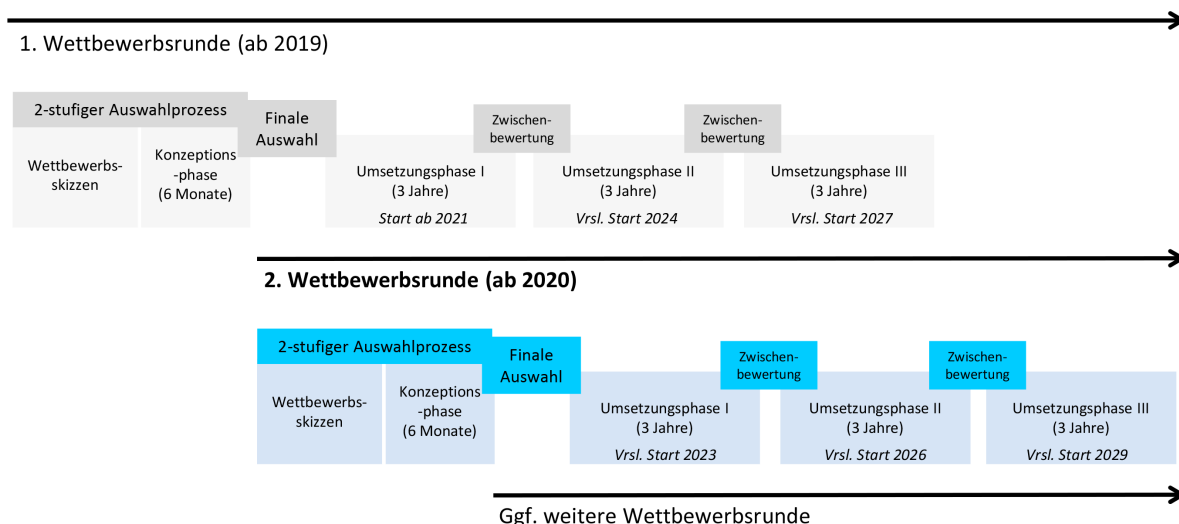 1. Wettbewerbsrunde (ab 2019)
2-stufiger Auswahlprozess
Finale
Auswahl
Zwischen-
bewertung
Zwischen-
bewertung
Wettbewerbs-
skizzen
Konzeptions
-phase
(6 Monate)
Umsetzungsphase I
(3 Jahre)
Start ab 2021
Umsetzungsphase II
(3 Jahre)
Vrsl. Start 2024
Umsetzungsphase III
(3 Jahre)
Vrsl. Start 2027
2. Wettbewerbsrunde (ab 2020)
2-stufiger Auswahlprozess
Finale
Auswahl
Zwischen-
bewertung
Zwischen-
bewertung
Wettbewerbs-
skizzen
Konzeptions
-phase
(6 Monate)
Umsetzungsphase I
(3 Jahre)
Vrsl. Start 2023
Umsetzungsphase II
(3 Jahre)
Vrsl. Start 2026
Umsetzungsphase III
(3 Jahre)
Vrsl. Start 2029
Ggf. weitere Wettbewerbsrunde